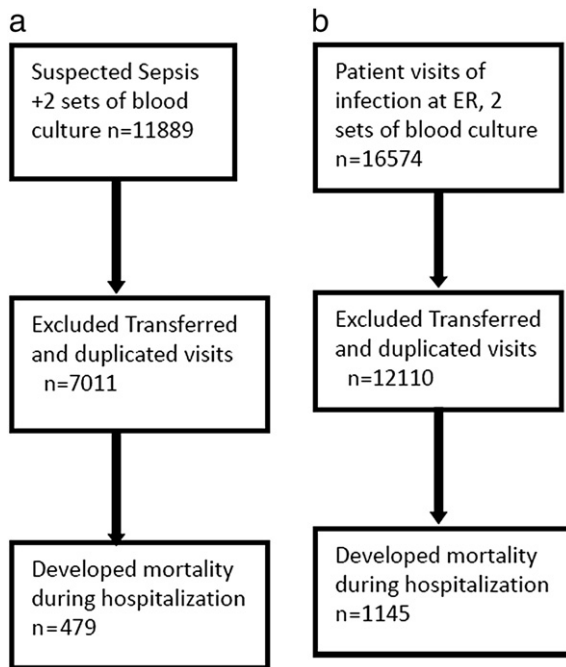 a
Suspected Sepsis
+2 sets of blood
culture n=11889
Excluded Transferred
and duplicated visits
n=7011
Developed mortality
during hospitalization
n=479
b
Patient visits of
infection at ER, 2
sets of blood culture
n=16574
Excluded Transferred
and duplicated visits
n=12110
Developed mortality
during hospitalization
n=1145